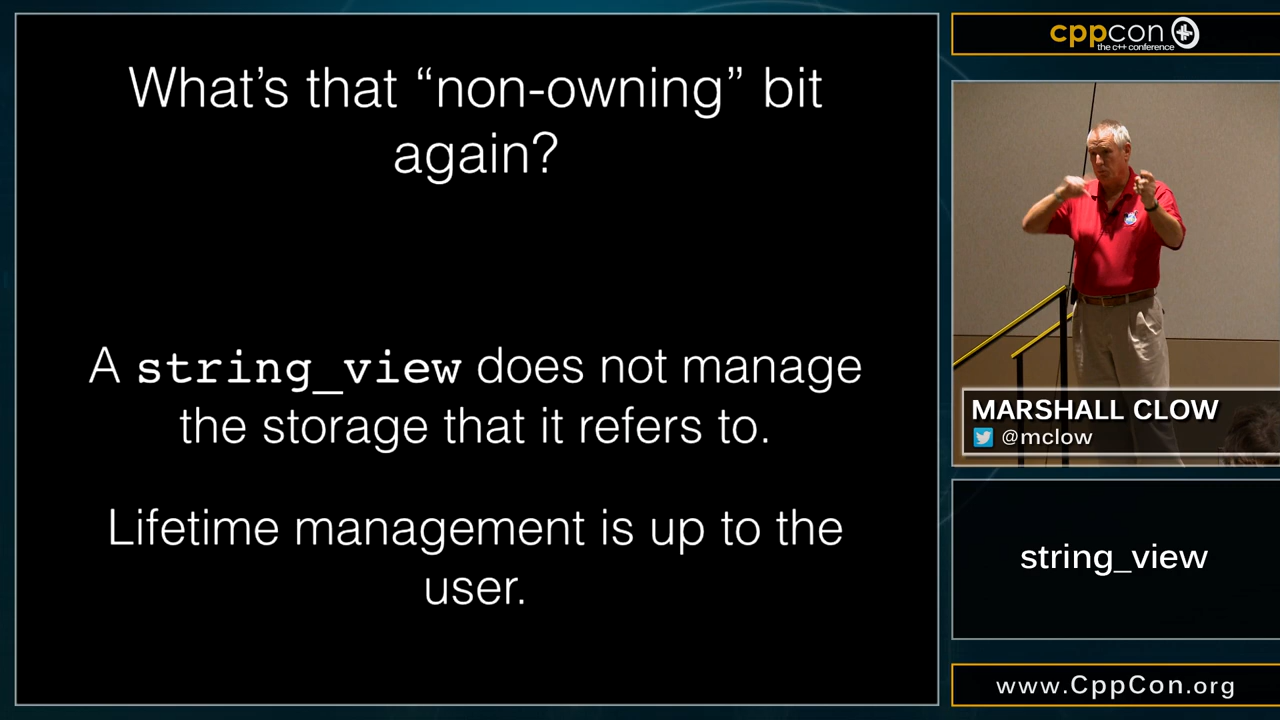 What's that “non-owning” bit
again?
A string_view does not manage
the storage that it refers to.
Lifetime management is up to the
user.
cppcon
the c++ conference
MARSHALL CLOW
@mclow
string_view
www.CppCon.org